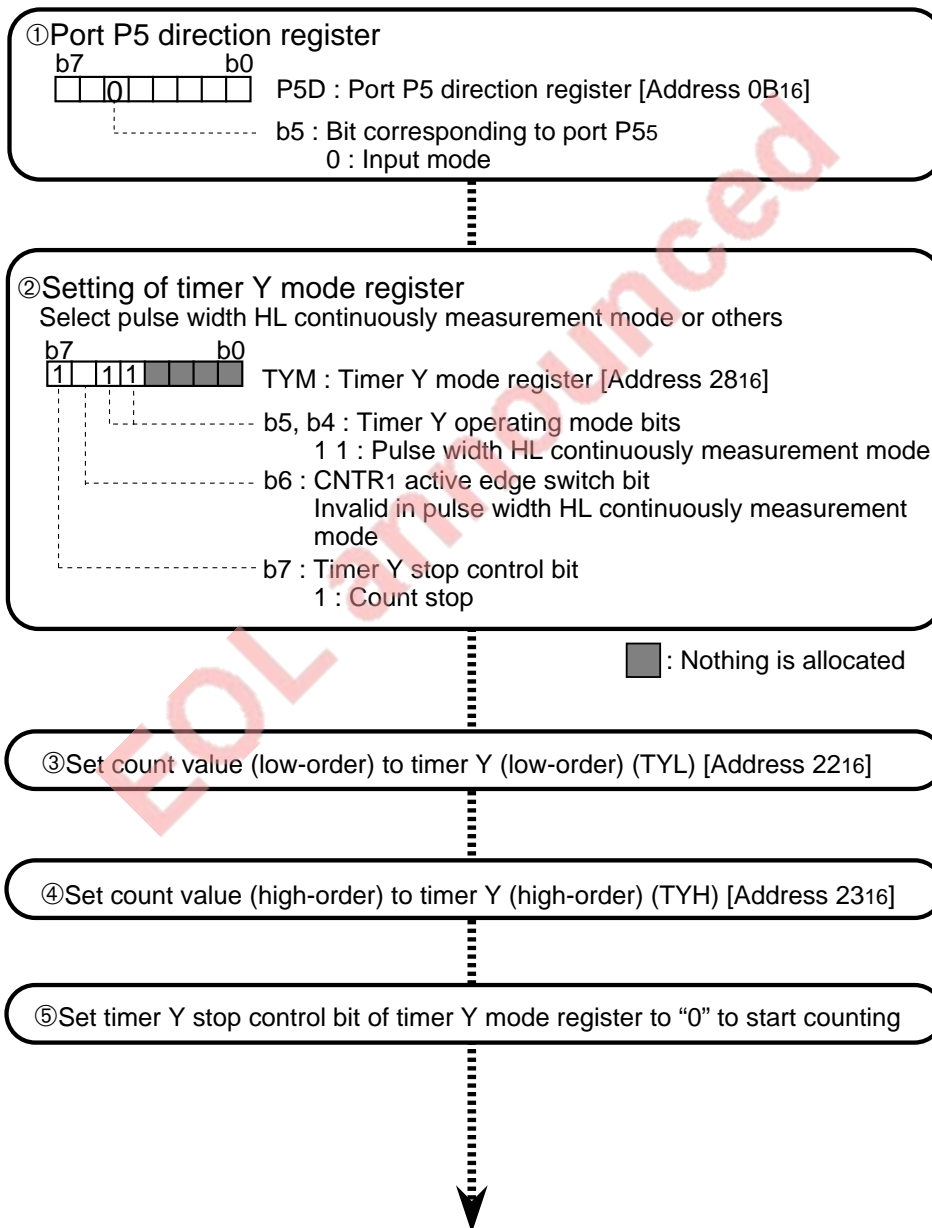 ①Port P5 direction register
b7 b0
0
P5D : Port P5 direction register [Address 0B16]
b5 : Bit corresponding to port P55
0 : Input mode
②Setting of timer Y mode register
Select pulse width HL continuously measurement mode or others
b7 b0
1 1 1
TYM : Timer Y mode register [Address 2816]
b5, b4 : Timer Y operating mode bits
1 1 : Pulse width HL continuously measurement mode
b6 : CNTR1 active edge switch bit
Invalid in pulse width HL continuously measurement
mode
b7 : Timer Y stop control bit
1 : Count stop
: Nothing is allocated
③Set count value (low-order) to timer Y (low-order) (TYL) [Address 2216]
④Set count value (high-order) to timer Y (high-order) (TYH) [Address 2316]
⑤Set timer Y stop control bit of timer Y mode register to “0” to start counting
EOL announced